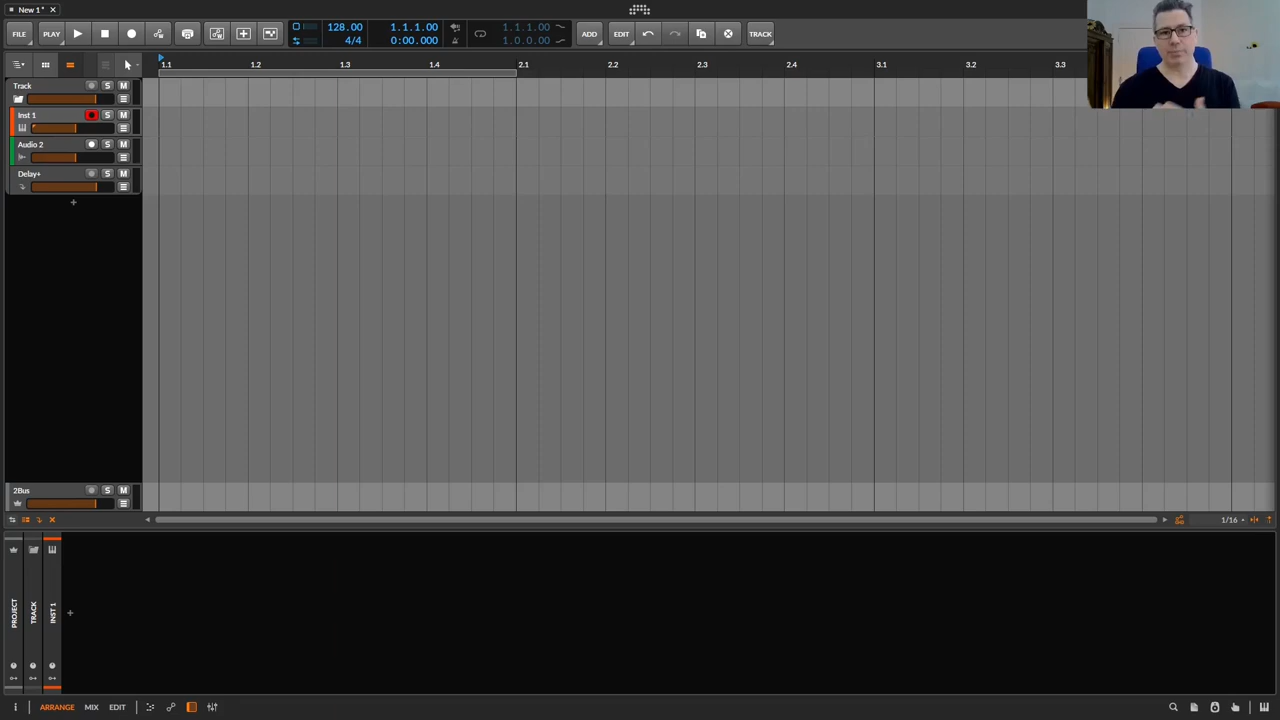 New 1*
FILE
PLAY
128.00
4/4
1.1.1.00
0:00.000
1.1.1.00
1.0.0.00
ADD
EDIT
TRACK
1.1
1.2
1.3
1.4
2.1
2.2
2.3
2.4
3.1
3.2
3.3
Track
S M
Inst 1
S M
Audio 2
S M
Delay+
S M
2Bus
S M
1/16
PROJECT
TRACK
INST 1
ARRANGE
MIX
EDIT